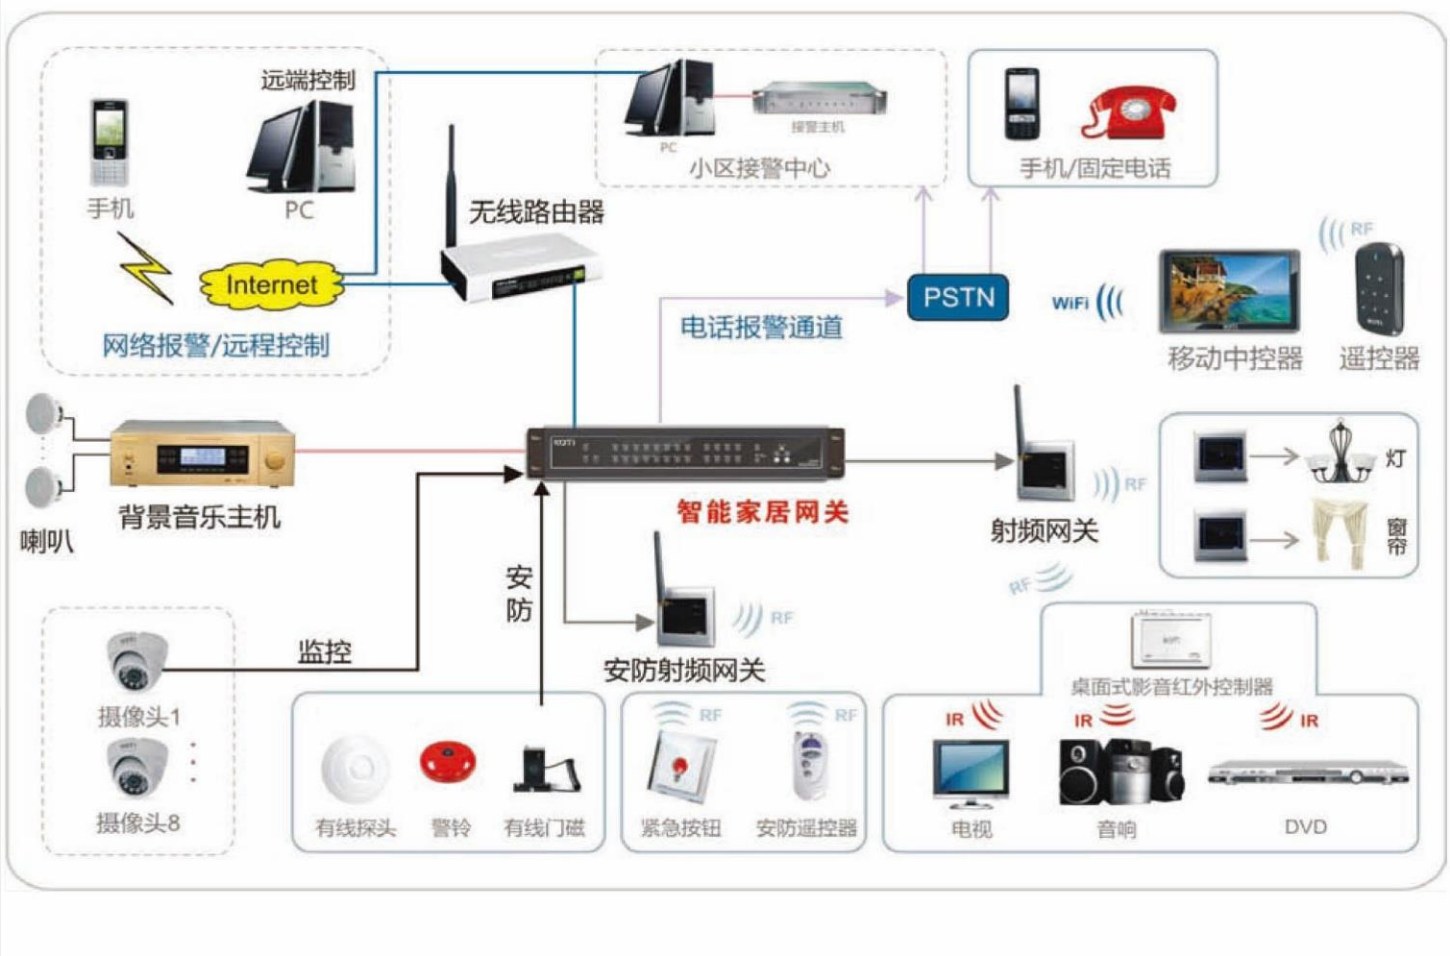 远端控制
手机
PC
Internet
网络报警/远程控制
无线路由器
PC
接警主机
小区接警中心
手机/固定电话
PSTN
电话报警通道
WiFi
RF
移动中控器
遥控器
喇叭
背景音乐主机
智能家居网关
射频网关
RF
灯
窗帘
RF
安防
安防射频网关
RF
监控
摄像头1
摄像头8
有线探头
警铃
有线门磁
RF
RF
紧急按钮
安防遥控器
桌面式影音红外控制器
IR
IR
IR
电视
音响
DVD